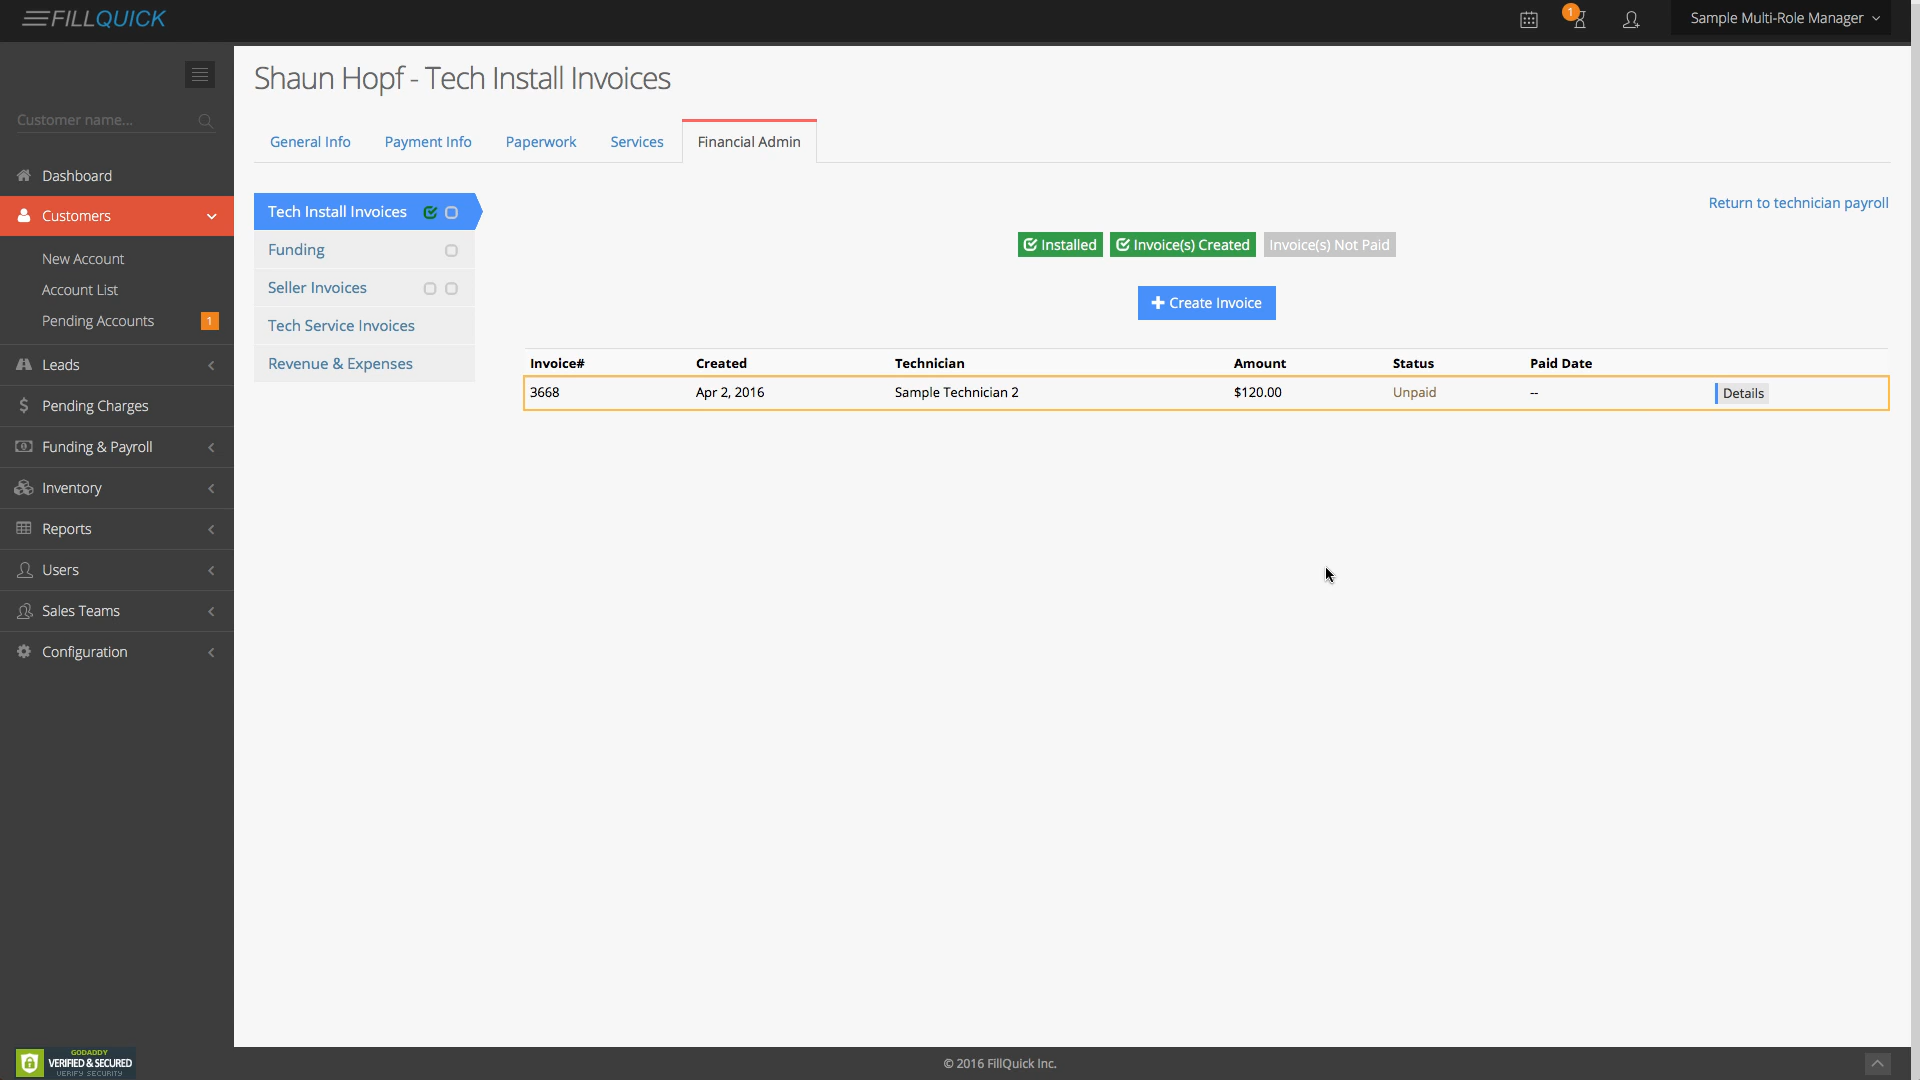 FILLQUICK
1
Sample Multi-Role Manager
Customer name...
Dashboard
Customers
New Account
Account List
Pending Accounts 1
Leads
Pending Charges
Funding & Payroll
Inventory
Reports
Users
Sales Teams
Configuration
Shaun Hopf - Tech Install Invoices
General Info Payment Info Paperwork Services Financial Admin
Tech Install Invoices
Funding
Seller Invoices
Tech Service Invoices
Revenue & Expenses
Return to technician payroll
Installed Invoice(s) Created Invoice(s) Not Paid
Create Invoice
Invoice# Created Technician Amount Status Paid Date
3668 Apr 2, 2016 Sample Technician 2 $120.00 Unpaid -- Details
GODADDY
VERIFIED & SECURED
VERIFY SECURITY
© 2016 FillQuick Inc.